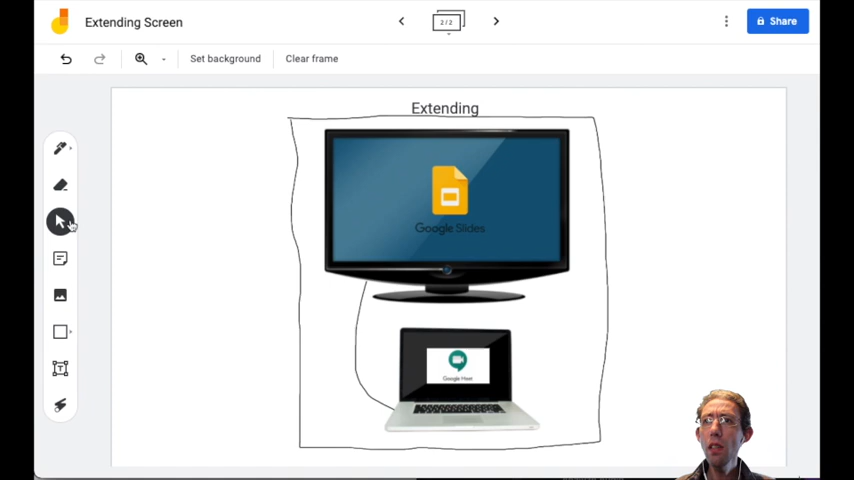 Extending Screen
2/2
Share
Set background
Clear frame
Extending
Google Slides
Google Meet